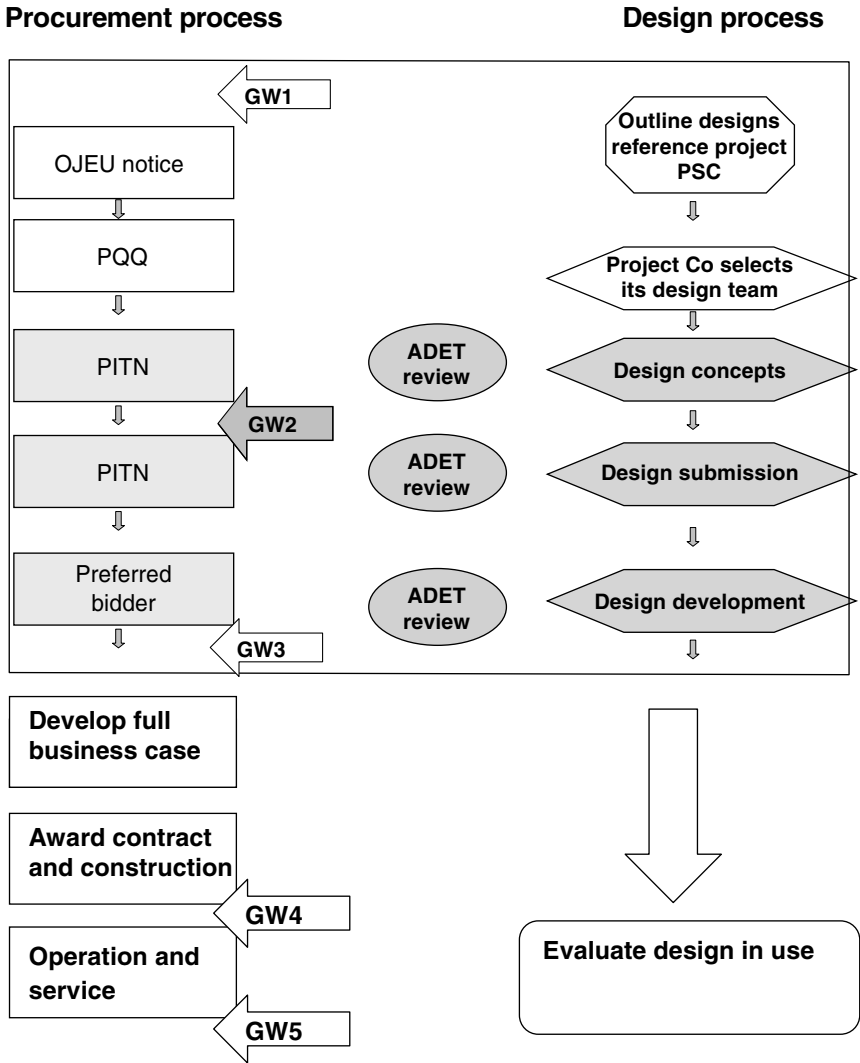 Procurement process
Design process
GW1
Outline designs
reference project
PSC
OJEU notice
PQQ
Project Co selects
its design team
PITN
ADET
review
Design concepts
GW2
PITN
ADET
review
Design submission
Preferred
bidder
ADET
review
Design development
GW3
Develop full
business case
Award contract
and construction
GW4
Operation and
service
Evaluate design in use
GW5